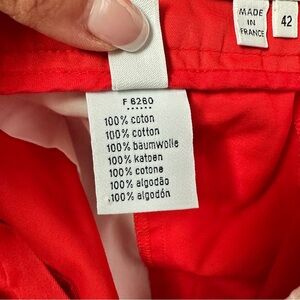 MADE
IN
FRANCE
42
F 6260
100% coton
100% cotton
100% baumwolle
100% katoen
100% cotone
100% algodão
100% algodón